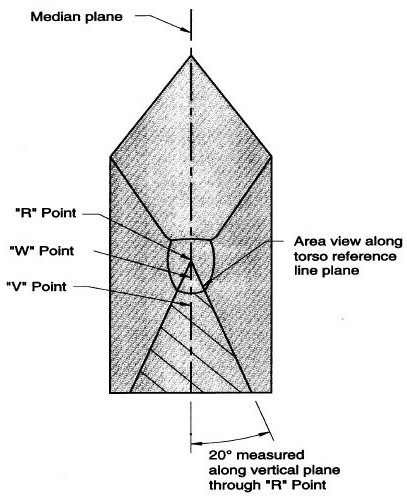 Median plane
"R" Point
"W" Point
"V" Point
Area view along
torso reference
line plane
20° measured
along vertical plane
through "R" Point